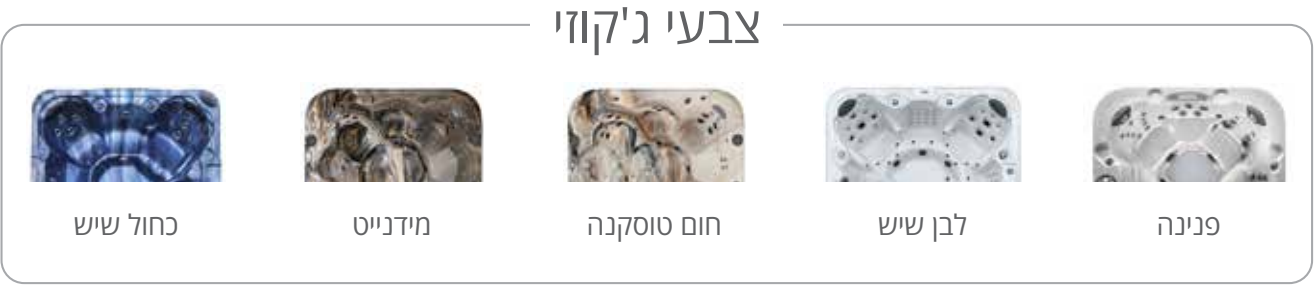 צבעי ג'קוזי
פנינה
לבן שיש
חום טוסקנה
מידנייט
כחול שיש